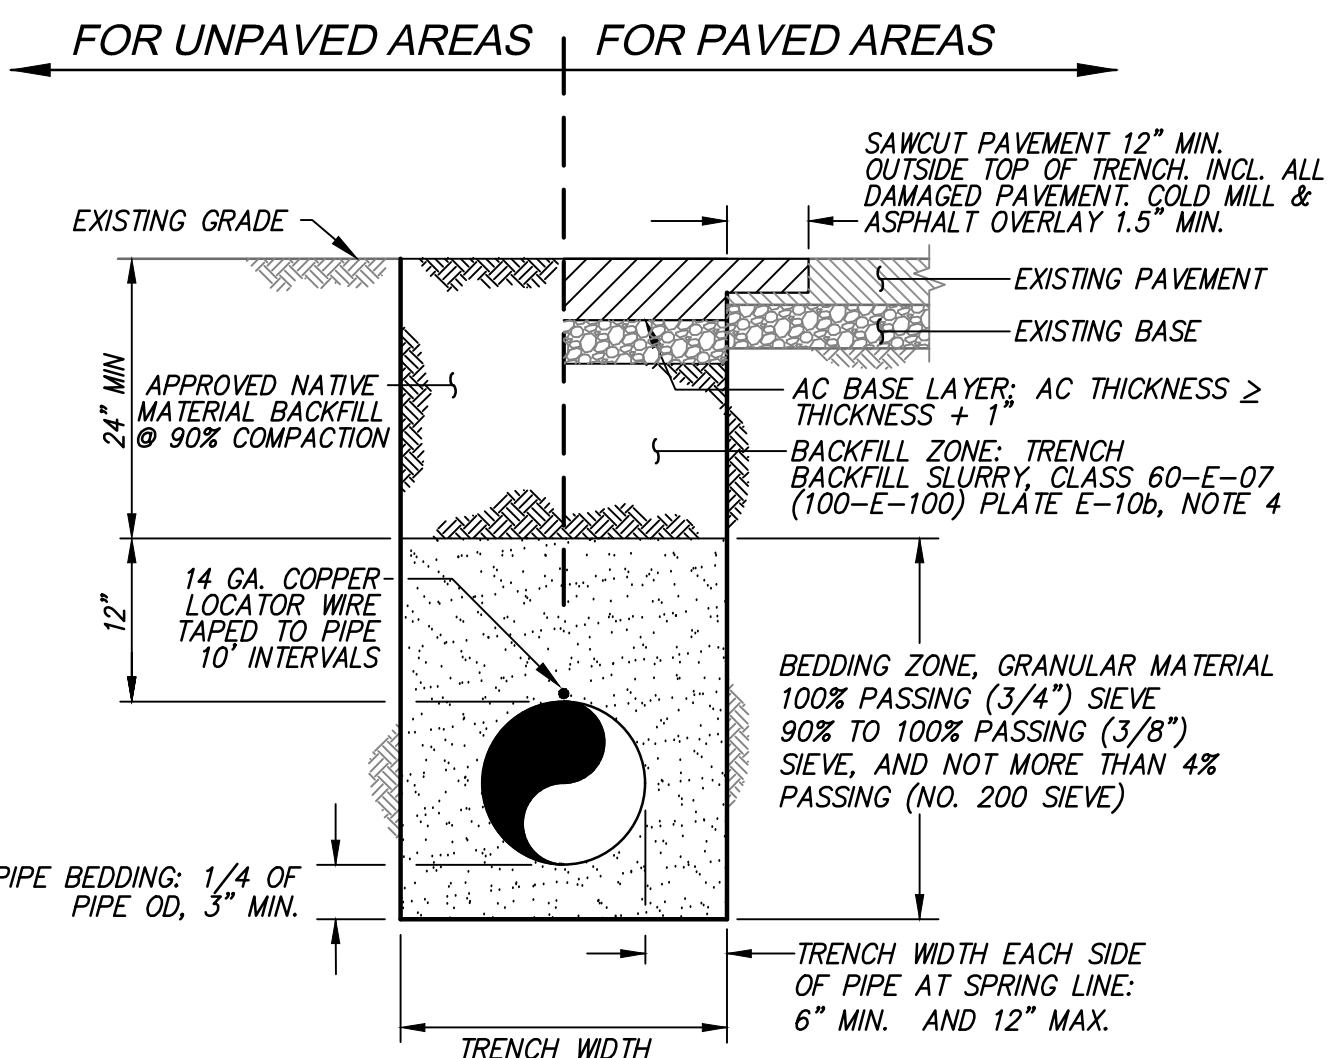 FOR UNPAVED AREAS
FOR PAVED AREAS
SAWCUT PAVEMENT 12" MIN.
OUTSIDE TOP OF TRENCH. INCL. ALL
DAMAGED PAVEMENT. COLD MILL &
ASPHALT OVERLAY 1.5" MIN.
EXISTING GRADE
EXISTING PAVEMENT
EXISTING BASE
24" MIN
APPROVED NATIVE
MATERIAL BACKFILL
@ 90% COMPACTION
AC BASE LAYER: AC THICKNESS ≥
THICKNESS + 1"
BACKFILL ZONE: TRENCH
BACKFILL SLURRY, CLASS 60-E-07
(100-E-100) PLATE E-10b, NOTE 4
12"
14 GA. COPPER
LOCATOR WIRE
TAPED TO PIPE
10' INTERVALS
BEDDING ZONE, GRANULAR MATERIAL
100% PASSING (3/4") SIEVE
90% TO 100% PASSING (3/8")
SIEVE, AND NOT MORE THAN 4%
PASSING (NO. 200 SIEVE)
PIPE BEDDING: 1/4 OF
PIPE OD, 3" MIN.
TRENCH WIDTH EACH SIDE
OF PIPE AT SPRING LINE:
6" MIN. AND 12" MAX.
TRENCH WIDTH